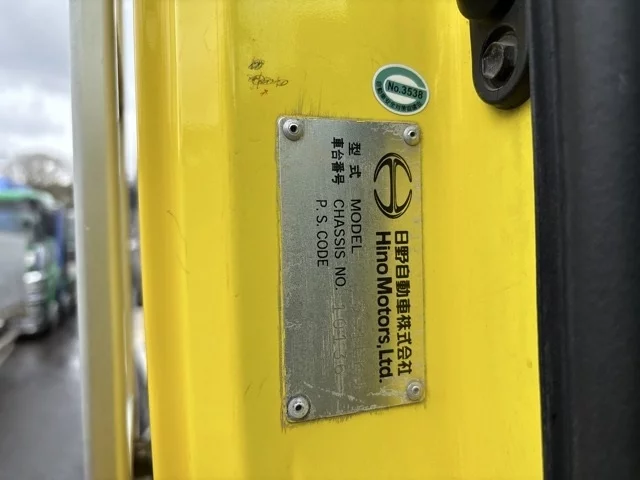 No.3538
日野自動車株式会社
Hino Motors, Ltd.
型式 MODEL
車台番号 CHASSIS NO.
P. S. CODE